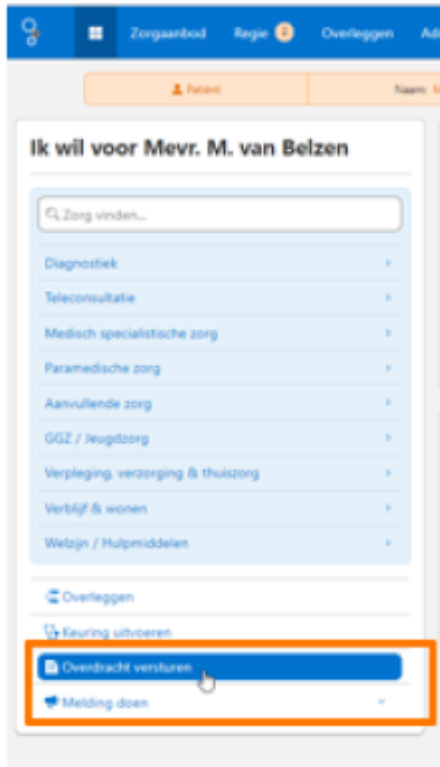 Zorgaanbod Regie 2 Overleggen Ad
Patiënt Naam:
Ik wil voor Mevr. M. van Belzen
Zorg vinden...
Diagnostiek
Teleconsultatie
Medisch specialistische zorg
Paramedische zorg
Aanvullende zorg
GGZ / Jeugdzorg
Verpleging, verzorging & thuiszorg
Verblijf & wonen
Welzijn / Hulpmiddelen
Overleggen
Keuring uitvoeren
Overdracht versturen
Melding doen